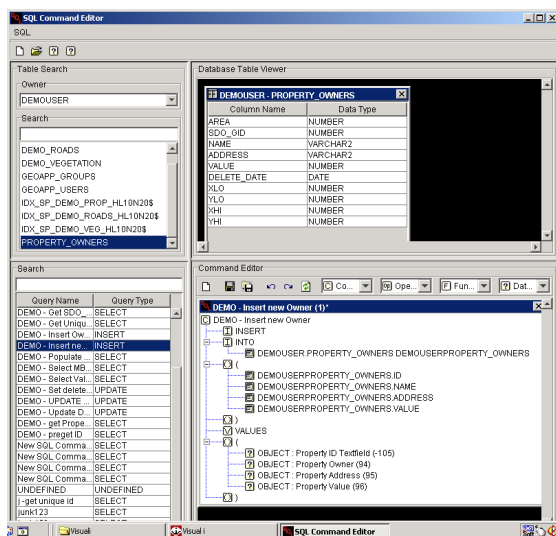 SQL Command Editor
SQL
Table Search
Owner
DEMOUSER
Search
DEMO_ROADS
DEMO_VEGETATION
GEOAPP_GROUPS
GEOAPP_USERS
IDX_SP_DEMO_PROP_HL10N20$
IDX_SP_DEMO_ROADS_HL10N20$
IDX_SP_DEMO_VEG_HL10N20$
PROPERTY_OWNERS
Database Table Viewer
DEMOUSER - PROPERTY_OWNERS
Column Name Data Type
AREA NUMBER
SDO_GID NUMBER
NAME VARCHAR2
ADDRESS VARCHAR2
VALUE NUMBER
DELETE_DATE DATE
XLO NUMBER
YLO NUMBER
XHI NUMBER
YHI NUMBER
Search
Query Name Query Type
DEMO - Get SDO_... SELECT
DEMO - Get Uniqu... SELECT
DEMO - Insert Ow... INSERT
DEMO - Insert ne... INSERT
DEMO - Populate ... SELECT
DEMO - Select MB... SELECT
DEMO - Select Val... SELECT
DEMO - Set delete... UPDATE
DEMO - UPDATE ... UPDATE
DEMO - Update D... UPDATE
DEMO - get Prope... SELECT
DEMO - preget ID SELECT
New SQL Comma... SELECT
New SQL Comma... SELECT
New SQL Comma... SELECT
New SQL Comma... SELECT
UNDEFINED UNDEFINED
j -get unique id SELECT
junk123 SELECT
Command Editor
C Co... Op Ope... F Fun... ? Dat...
DEMO - Insert new Owner (1)*
C DEMO - Insert new Owner
I INSERT
I INTO
DEMOUSER.PROPERTY_OWNERS DEMOUSERPROPERTY_OWNERS
() (
DEMOUSERPROPERTY_OWNERS.ID
DEMOUSERPROPERTY_OWNERS.NAME
DEMOUSERPROPERTY_OWNERS.ADDRESS
DEMOUSERPROPERTY_OWNERS.VALUE
() )
V VALUES
() (
? OBJECT : Property ID Textfield (-105)
? OBJECT : Property Owner (94)
? OBJECT : Property Address (95)
? OBJECT : Property Value (96)
() )
Visuali
Visual i
SQL Command Editor